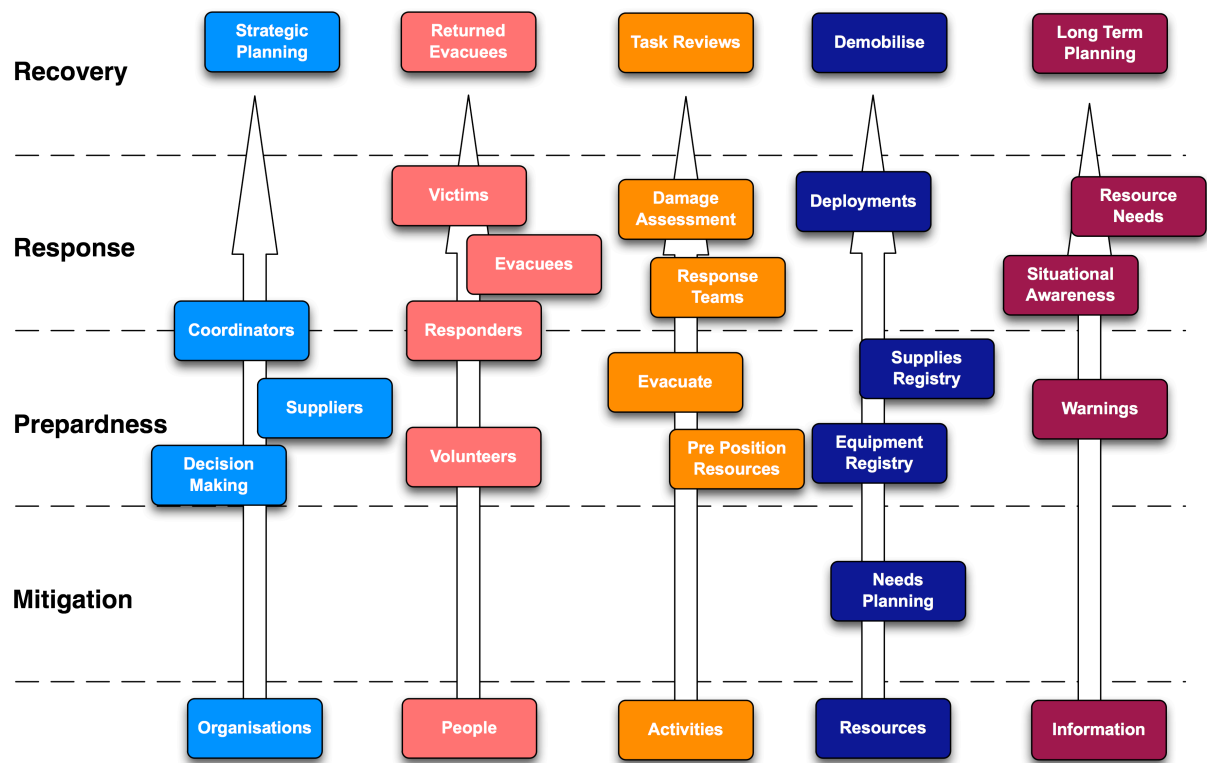 Strategic
Planning
Returned
Evacuees
Task Reviews
Demobilise
Long Term
Planning
Recovery
Victims
Damage
Assessment
Deployments
Resource
Needs
Response
Evacuees
Response
Teams
Situational
Awareness
Coordinators
Responders
Supplies
Registry
Evacuate
Suppliers
Warnings
Prepardness
Decision
Making
Volunteers
Pre Position
Resources
Equipment
Registry
Mitigation
Needs
Planning
Organisations
People
Activities
Resources
Information